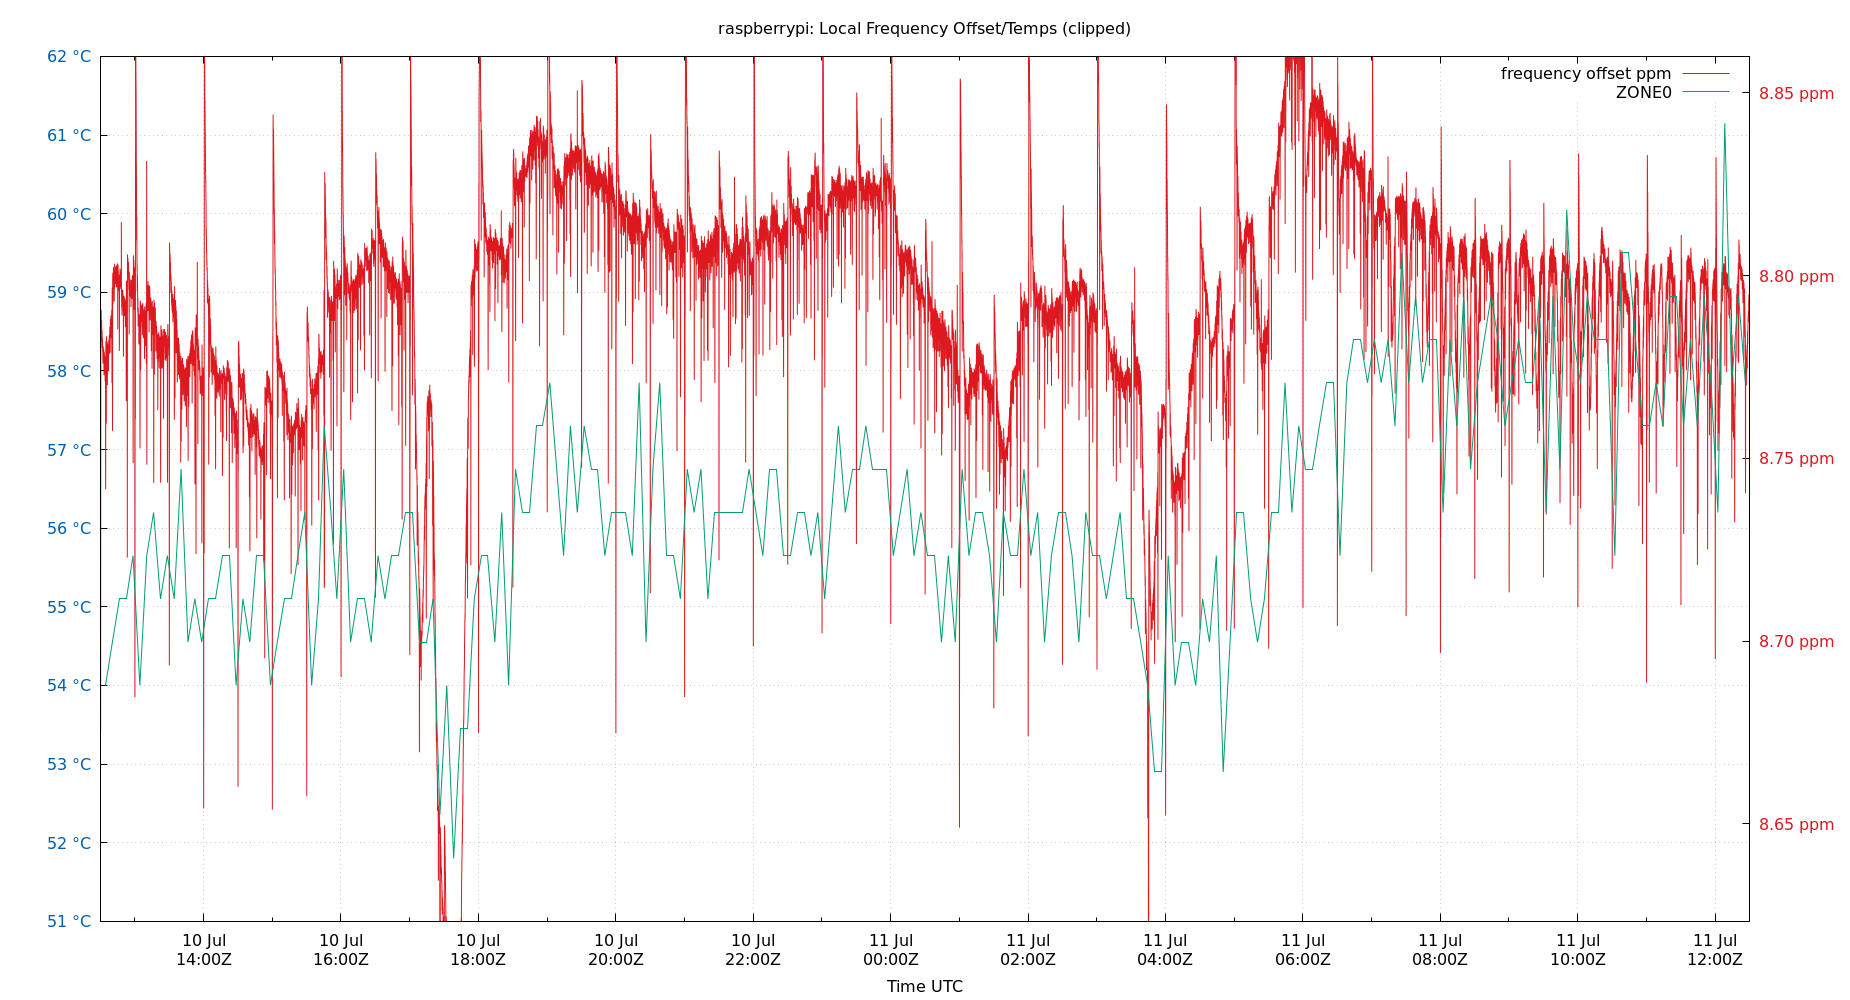 raspberrypi: Local Frequency Offset/Temps (clipped)
frequency offset ppm
ZONE0
62 °C
61 °C
60 °C
59 °C
58 °C
57 °C
56 °C
55 °C
54 °C
53 °C
52 °C
51 °C
8.85 ppm
8.80 ppm
8.75 ppm
8.70 ppm
8.65 ppm
10 Jul
14:00Z
10 Jul
16:00Z
10 Jul
18:00Z
10 Jul
20:00Z
10 Jul
22:00Z
11 Jul
00:00Z
11 Jul
02:00Z
11 Jul
04:00Z
11 Jul
06:00Z
11 Jul
08:00Z
11 Jul
10:00Z
11 Jul
12:00Z
Time UTC